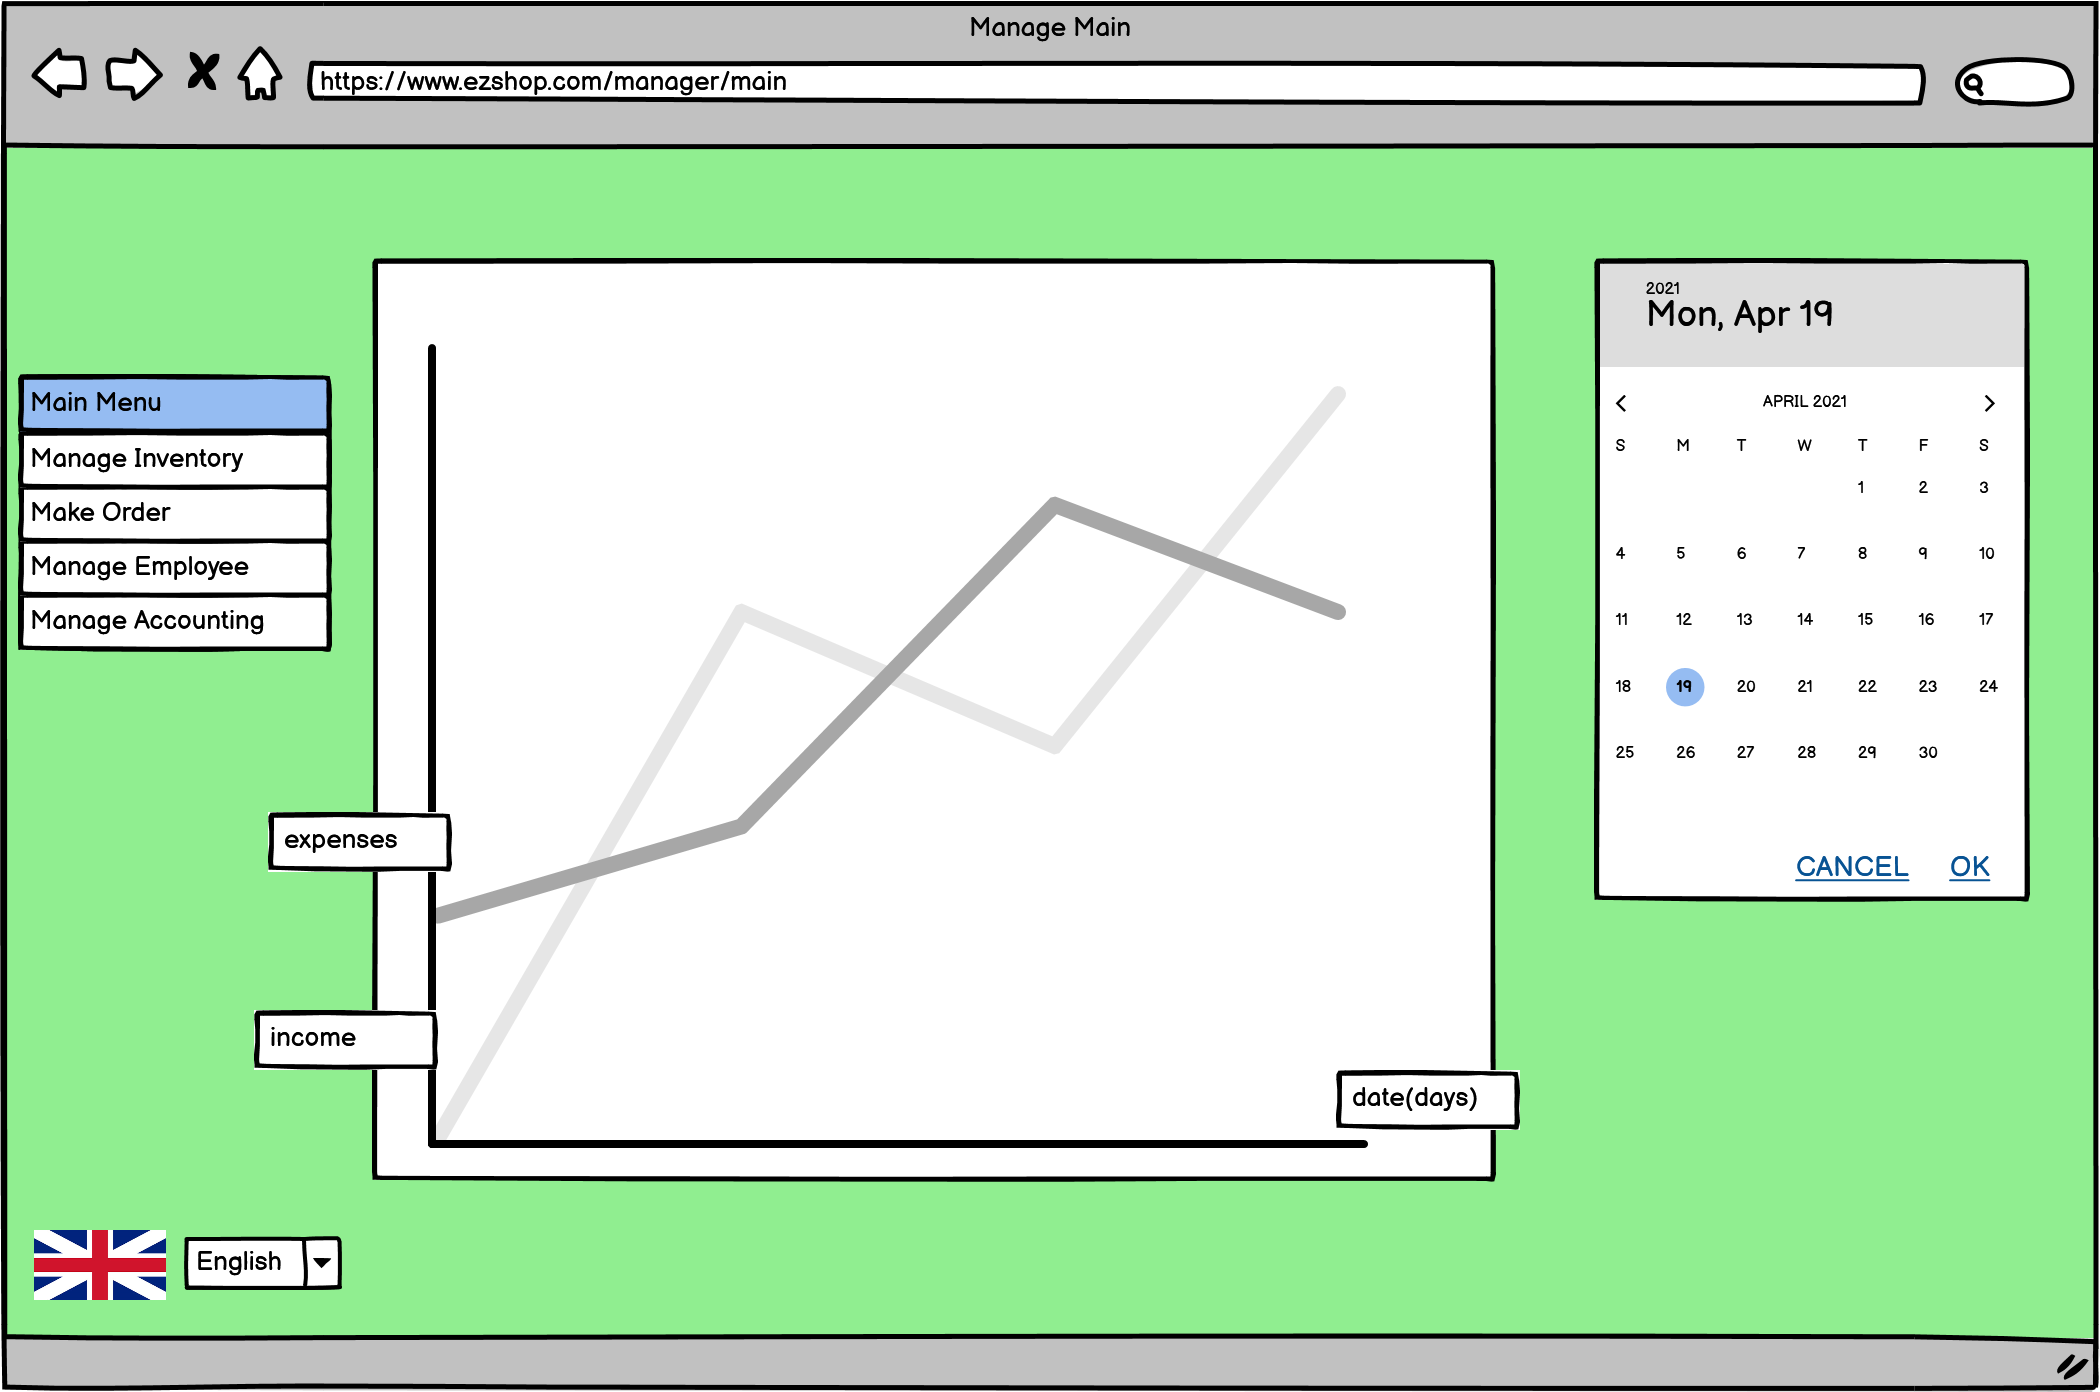 Manage Main
https://www.ezshop.com/manager/main
Main Menu
Manage Inventory
Make Order
Manage Employee
Manage Accounting
expenses
income
date(days)
2021
Mon, Apr 19
APRIL 2021
S M T W T F S
1 2 3
4 5 6 7 8 9 10
11 12 13 14 15 16 17
18 19 20 21 22 23 24
25 26 27 28 29 30
CANCEL OK
English